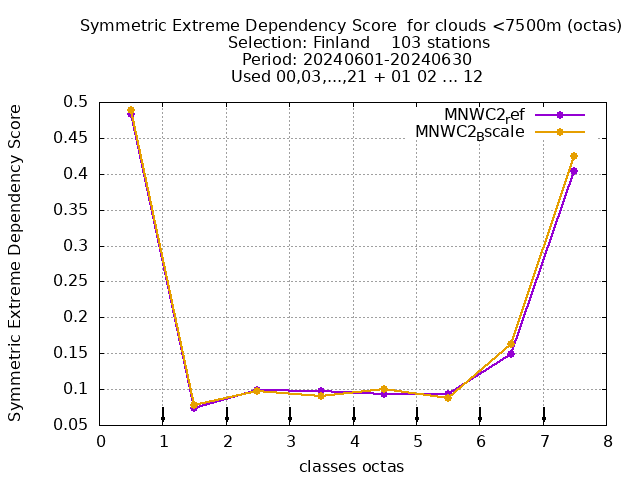 Symmetric Extreme Dependency Score for clouds <7500m (octas)
Selection: Finland 103 stations
Period: 20240601-20240630
Used 00,03,...,21 + 01 02 ... 12
MNWC2ref
MNWC2Bscale
0.5
0.45
0.4
0.35
0.3
0.25
0.2
0.15
0.1
0.05
0 1 2 3 4 5 6 7 8
Symmetric Extreme Dependency Score
classes octas